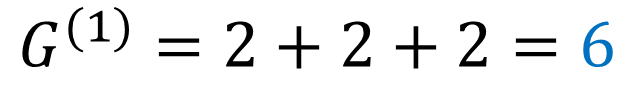 G^(1) = 2 + 2 + 2 = 6